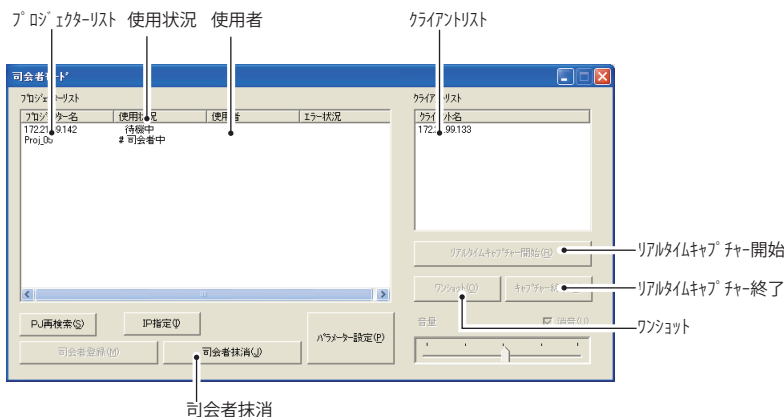 プロジェクターリスト 使用状況 使用者 クライアントリスト
司会者モード
プロジェクターリスト クライアントリスト
プロジェクター名 使用状況 使用者 エラー状況 クライアント名
172.21.99.142 待機中 172.21.99.133
Proj_05 # 司会者中
リアルタイムキャプチャー開始(R) リアルタイムキャプチャー開始
ワンショット(O) キャプチャー終了 リアルタイムキャプチャー終了
PJ再検索(S) IP指定(I) 音量 消音(U) ワンショット
司会者登録(M) 司会者抹消(J) パラメーター設定(P)
司会者抹消